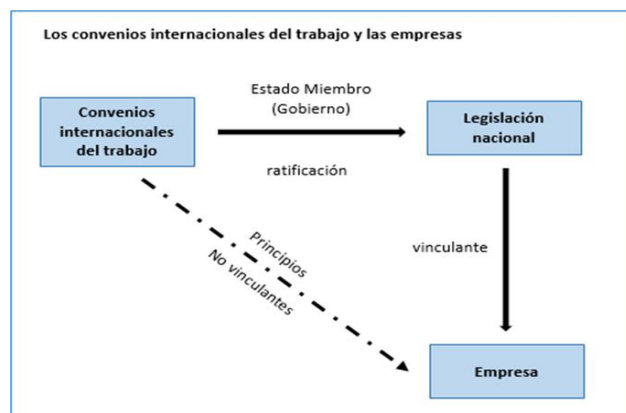 Los convenios internacionales del trabajo y las empresas
Estado Miembro
(Gobierno)
Convenios
internacionales
del trabajo
Legislación
nacional
ratificación
vinculante
Principios
No vinculantes
Empresa